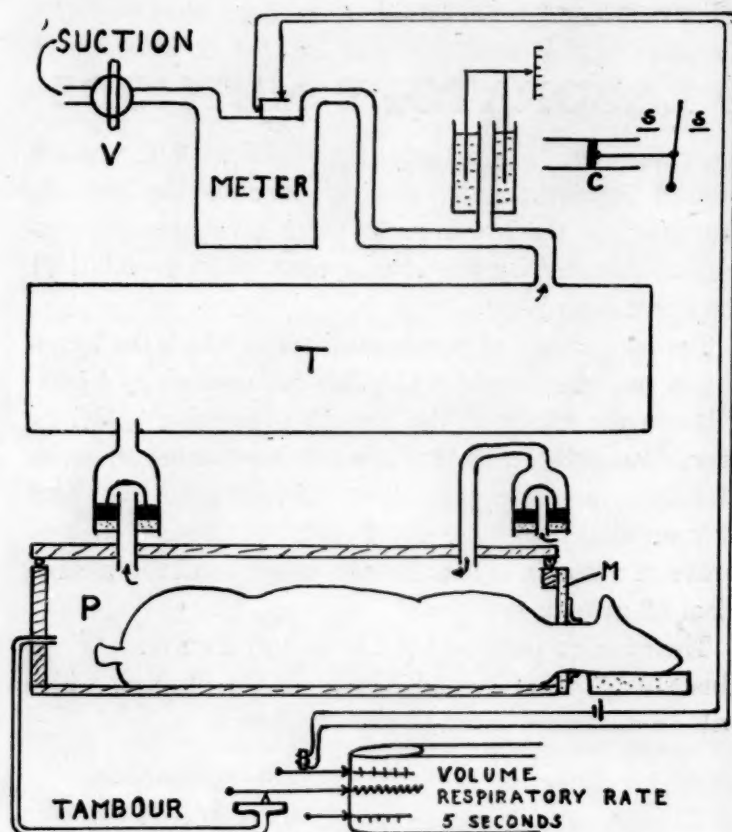 SUCTION
V
METER
S S
C
T
P
M
B
TAMBOUR
VOLUME
RESPIRATORY RATE
5 SECONDS